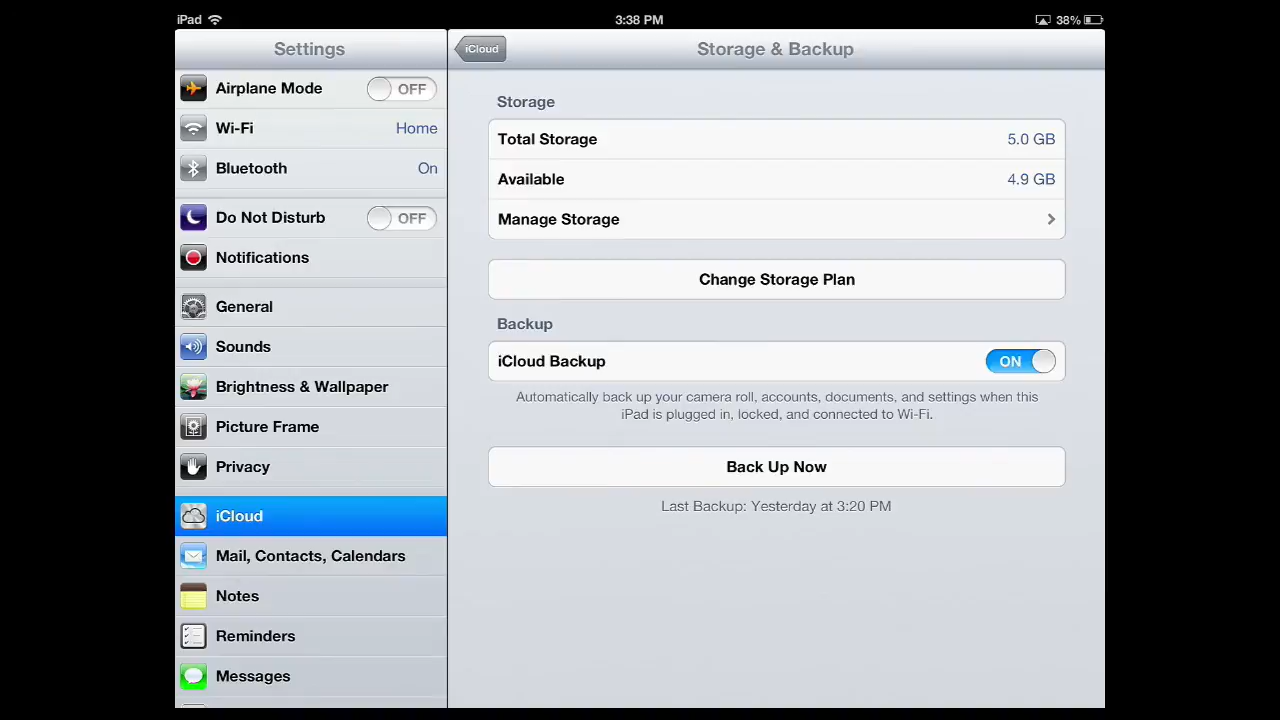 iPad 3:38 PM 38%
Settings
Airplane Mode OFF
Wi-Fi Home
Bluetooth On
Do Not Disturb OFF
Notifications
General
Sounds
Brightness & Wallpaper
Picture Frame
Privacy
iCloud
Mail, Contacts, Calendars
Notes
Reminders
Messages
iCloud Storage & Backup
Storage
Total Storage 5.0 GB
Available 4.9 GB
Manage Storage
Change Storage Plan
Backup
iCloud Backup ON
Automatically back up your camera roll, accounts, documents, and settings when this
iPad is plugged in, locked, and connected to Wi-Fi.
Back Up Now
Last Backup: Yesterday at 3:20 PM